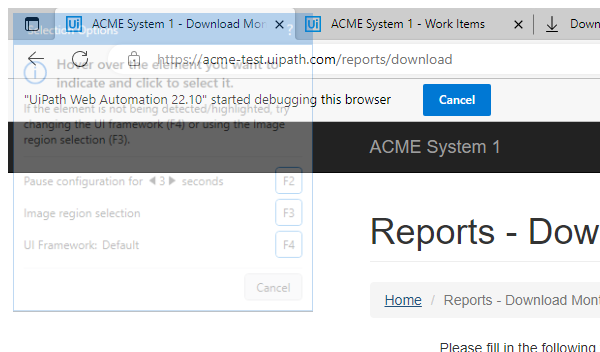 ACME System 1 - Download Mon
ACME System 1 - Work Items
Down
Selection Options
?
https://acme-test.uipath.com/reports/download
Hover over the element you want to
indicate and click to select it.
"UiPath Web Automation 22.10" started debugging this browser
Cancel
If the element is not being detected/highlighted, try
changing the UI framework (F4) or using the Image
region selection (F3).
ACME System 1
Pause configuration for 3 seconds
F2
Image region selection
F3
UI Framework: Default
F4
Cancel
Reports - Dow
Home / Reports - Download Mont
Please fill in the following